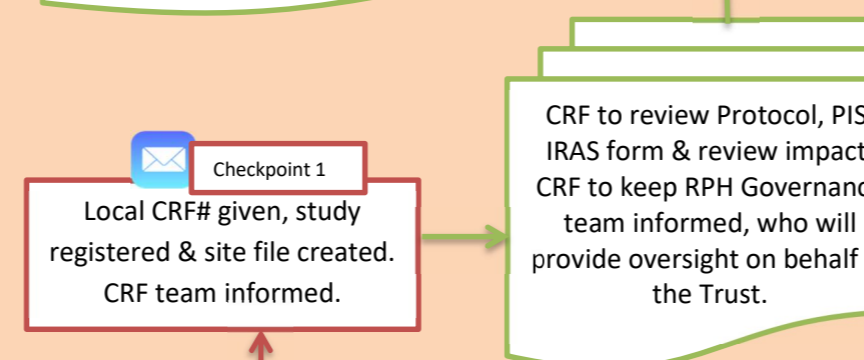 Checkpoint 1
Local CRF# given, study
registered & site file created.
CRF team informed.
CRF to review Protocol, PIS
IRAS form & review impact
CRF to keep RPH Governanc
team informed, who will
provide oversight on behalf
the Trust.